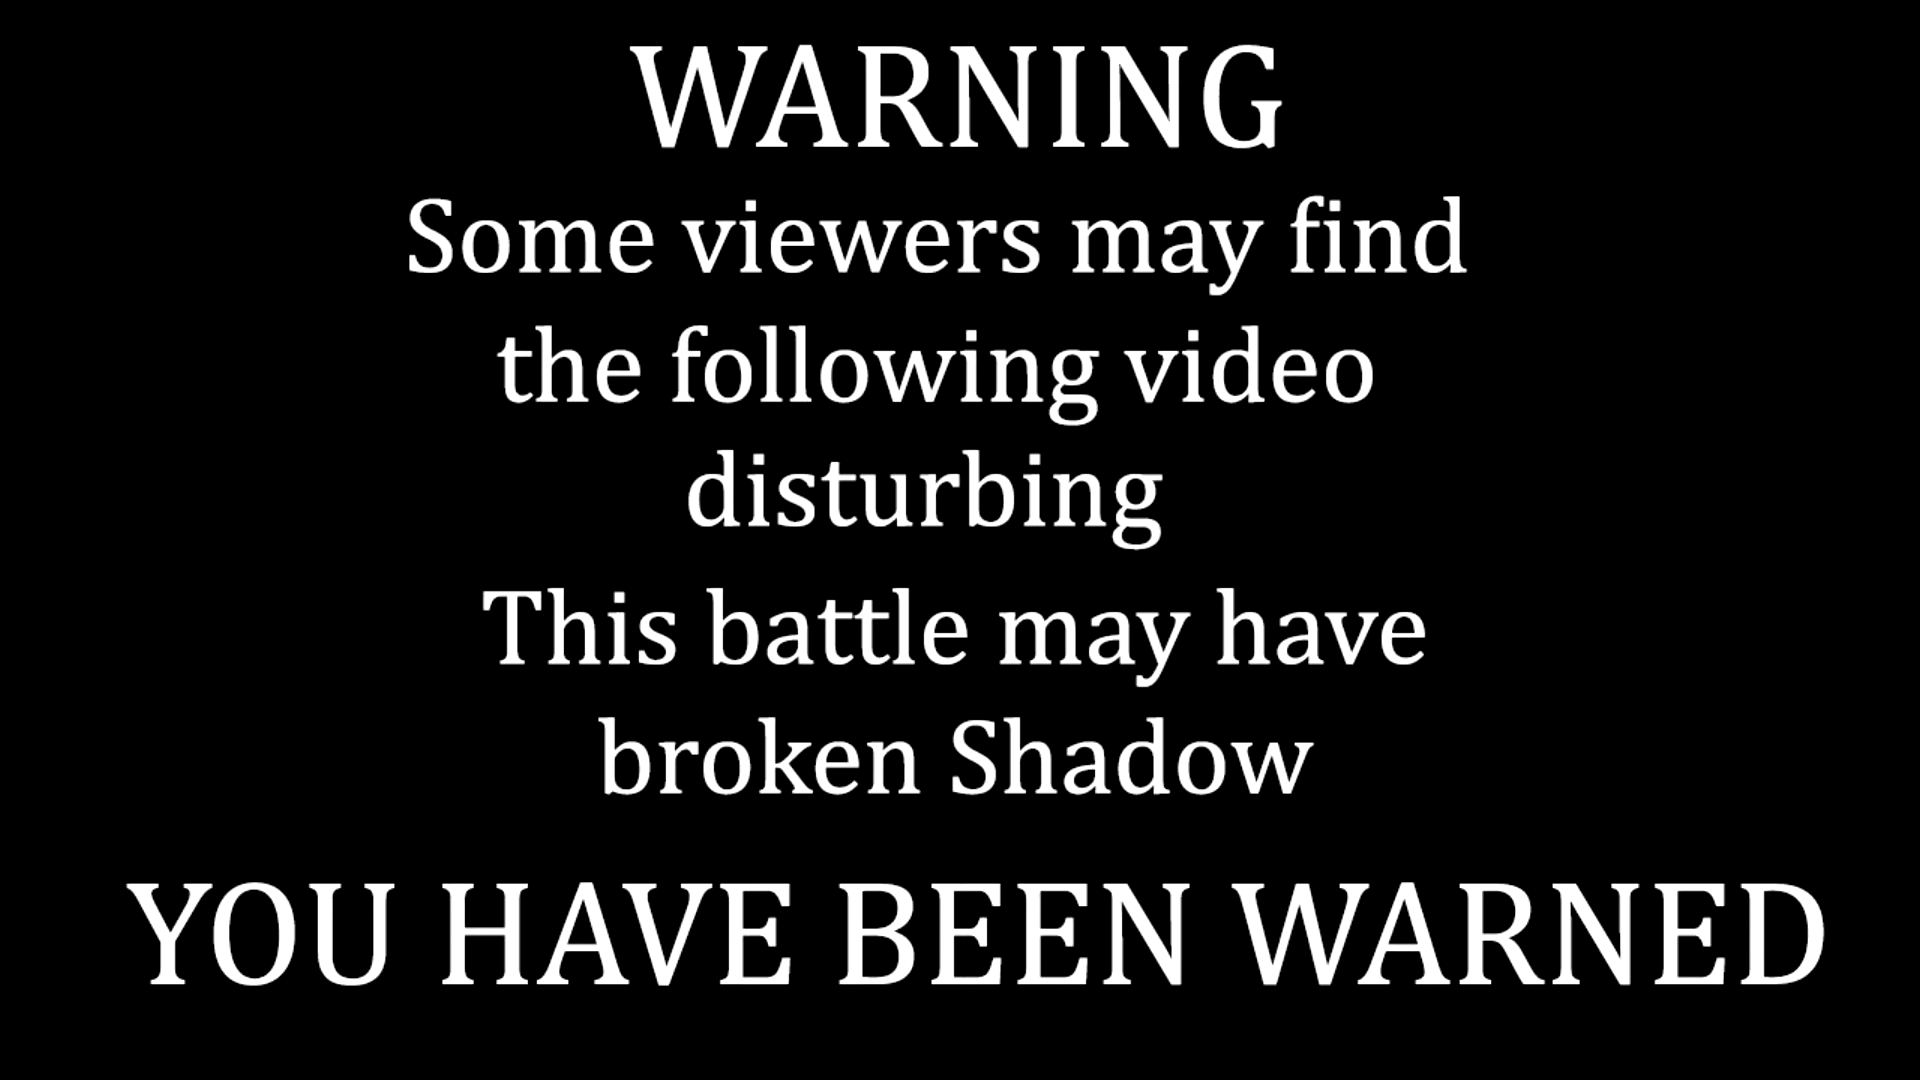 WARNING
Some viewers may find
the following video
disturbing
This battle may have
broken Shadow
YOU HAVE BEEN WARNED